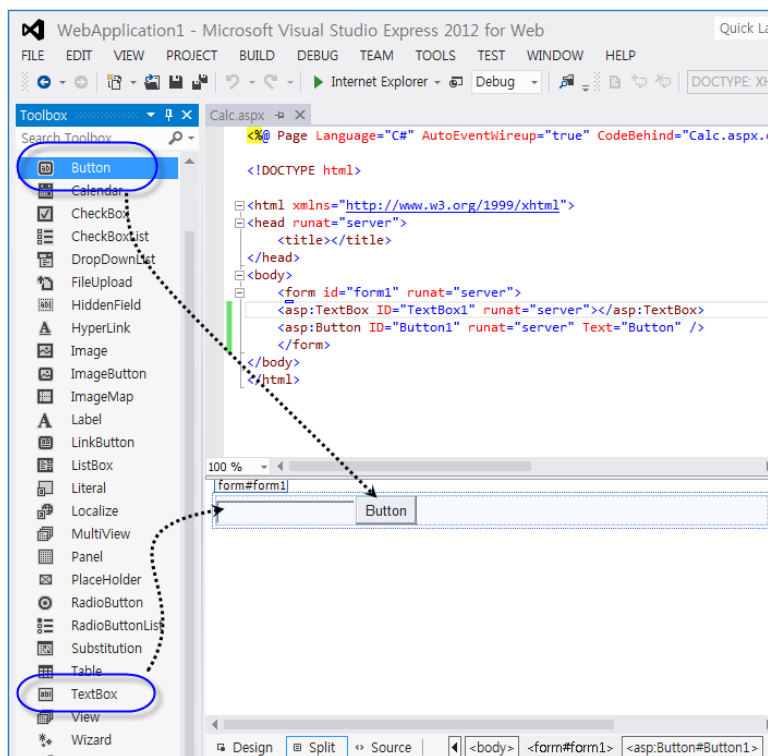 WebApplication1 - Microsoft Visual Studio Express 2012 for Web
Quick La
FILE EDIT VIEW PROJECT BUILD DEBUG TEAM TOOLS TEST WINDOW HELP
Internet Explorer Debug DOCTYPE: XH
Toolbox
Search Toolbox
Button
Calendar
CheckBox
CheckBoxList
DropDownList
FileUpload
HiddenField
HyperLink
Image
ImageButton
ImageMap
Label
LinkButton
ListBox
Literal
Localize
MultiView
Panel
PlaceHolder
RadioButton
RadioButtonList
Substitution
Table
TextBox
View
Wizard
Calc.aspx
<%@ Page Language="C#" AutoEventWireup="true" CodeBehind="Calc.aspx.c
<!DOCTYPE html>
<html xmlns="http://www.w3.org/1999/xhtml">
<head runat="server">
<title></title>
</head>
<body>
<form id="form1" runat="server">
<asp:TextBox ID="TextBox1" runat="server"></asp:TextBox>
<asp:Button ID="Button1" runat="server" Text="Button" />
</form>
</body>
</html>
100 %
form#form1
Button
Design Split Source <body> <form#form1> <asp:Button#Button1>